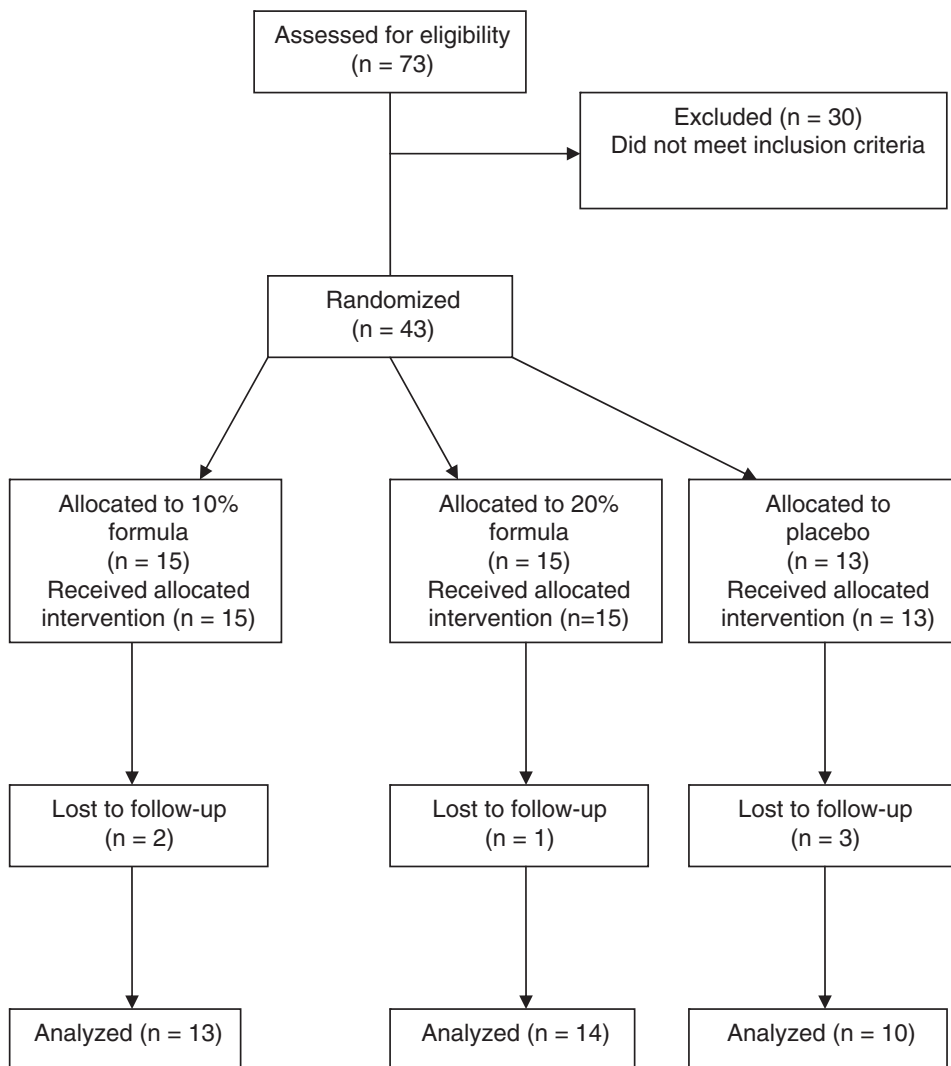 Assessed for eligibility
(n = 73)
Excluded (n = 30)
Did not meet inclusion criteria
Randomized
(n = 43)
Allocated to 10%
formula
(n = 15)
Received allocated
intervention (n = 15)
Allocated to 20%
formula
(n = 15)
Received allocated
intervention (n=15)
Allocated to
placebo
(n = 13)
Received allocated
intervention (n = 13)
Lost to follow-up
(n = 2)
Lost to follow-up
(n = 1)
Lost to follow-up
(n = 3)
Analyzed (n = 13)
Analyzed (n = 14)
Analyzed (n = 10)